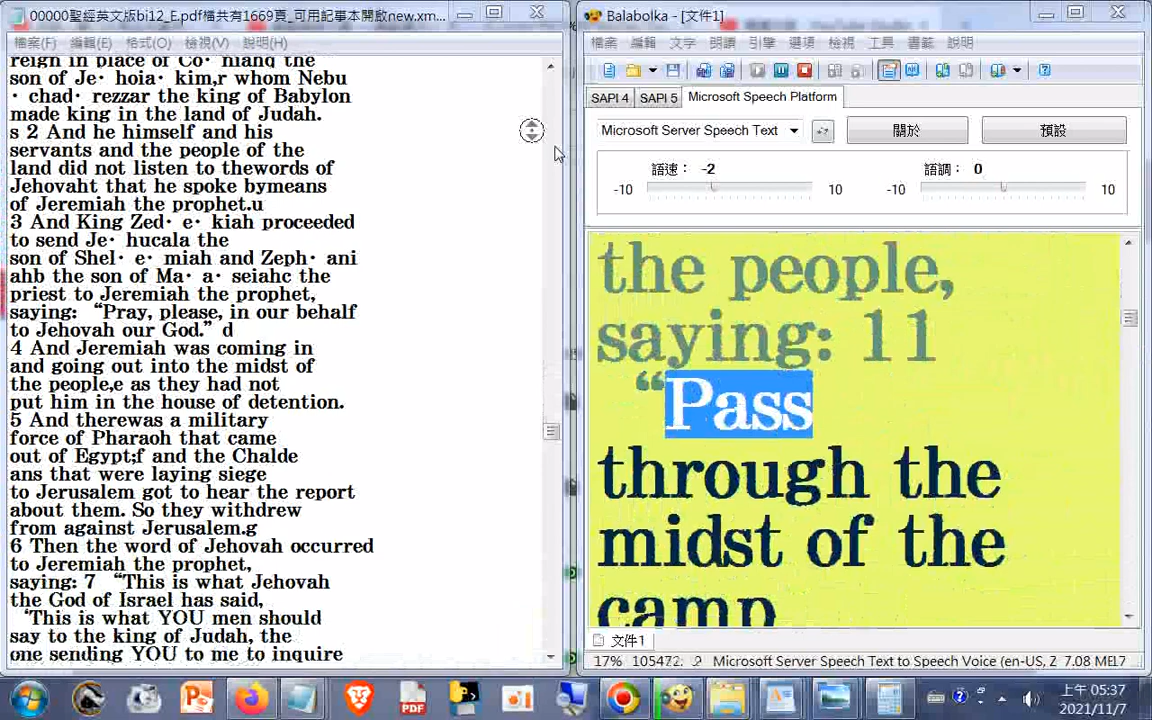 00000聖經英文版bi12_E.pdf檔共有1669頁_可用記事本開啟new.xm...
檔案(F) 編輯(E) 格式(O) 檢視(V) 說明(H)
reign in place of Co‧niahq the
son of Je‧hoia‧kim,r whom Nebu
‧chad‧rezzar the king of Babylon
made king in the land of Judah.
s 2 And he himself and his
servants and the people of the
land did not listen to thewords of
Jehovaht that he spoke bymeans
of Jeremiah the prophet.u
3 And King Zed‧e‧kiah proceeded
to send Je‧hucala the
son of Shel‧e‧miah and Zeph‧ani
ahb the son of Ma‧a‧seiahc the
priest to Jeremiah the prophet,
saying: “Pray, please, in our behalf
to Jehovah our God.” d
4 And Jeremiah was coming in
and going out into the midst of
the people,e as they had not
put him in the house of detention.
5 And therewas a military
force of Pharaoh that came
out of Egypt;f and the Chalde
ans that were laying siege
to Jerusalem got to hear the report
about them. So they withdrew
from against Jerusalem.g
6 Then the word of Jehovah occurred
to Jeremiah the prophet,
saying: 7 “This is what Jehovah
the God of Israel has said,
‘This is what YOU men should
say to the king of Judah, the
one sending YOU to me to inquire
Balabolka - [文件1]
檔案 編輯 文字 朗讀 引擎 選項 檢視 工具 書籤 說明
SAPI 4 SAPI 5 Microsoft Speech Platform
Microsoft Server Speech Text 關於 預設
語速: -2 語調: 0
-10 10 -10 10
the people,
saying: 11
“Pass
through the
midst of the
camp
文件1
17% Microsoft Server Speech Text to Speech Voice (en-US, Z 7.08 ME
上午 05:37
2021/11/7